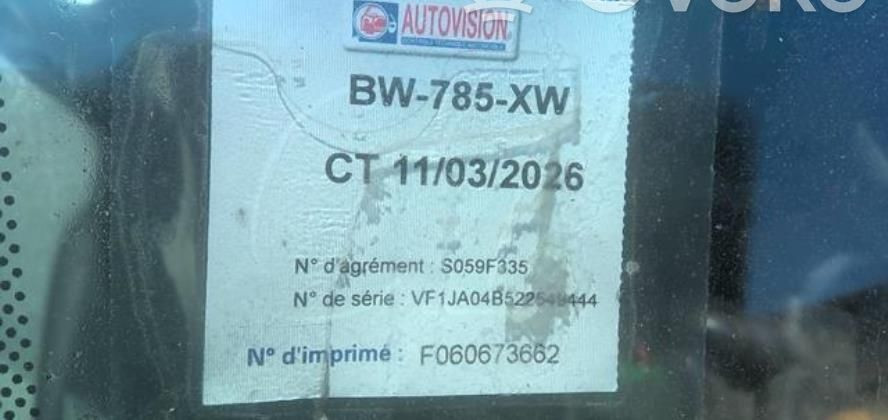 AUTOVISION
BW-785-XW
CT 11/03/2026
N° d'agrément : S059F335
N° de série :
N° d'imprimé : F060673662